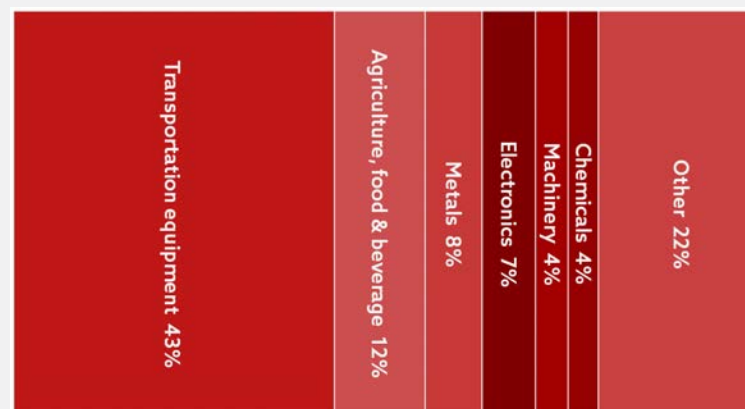 Transportation equipment 43%
Agriculture, food & beverage 12%
Metals 8%
Electronics 7%
Machinery 4%
Chemicals 4%
Other 22%